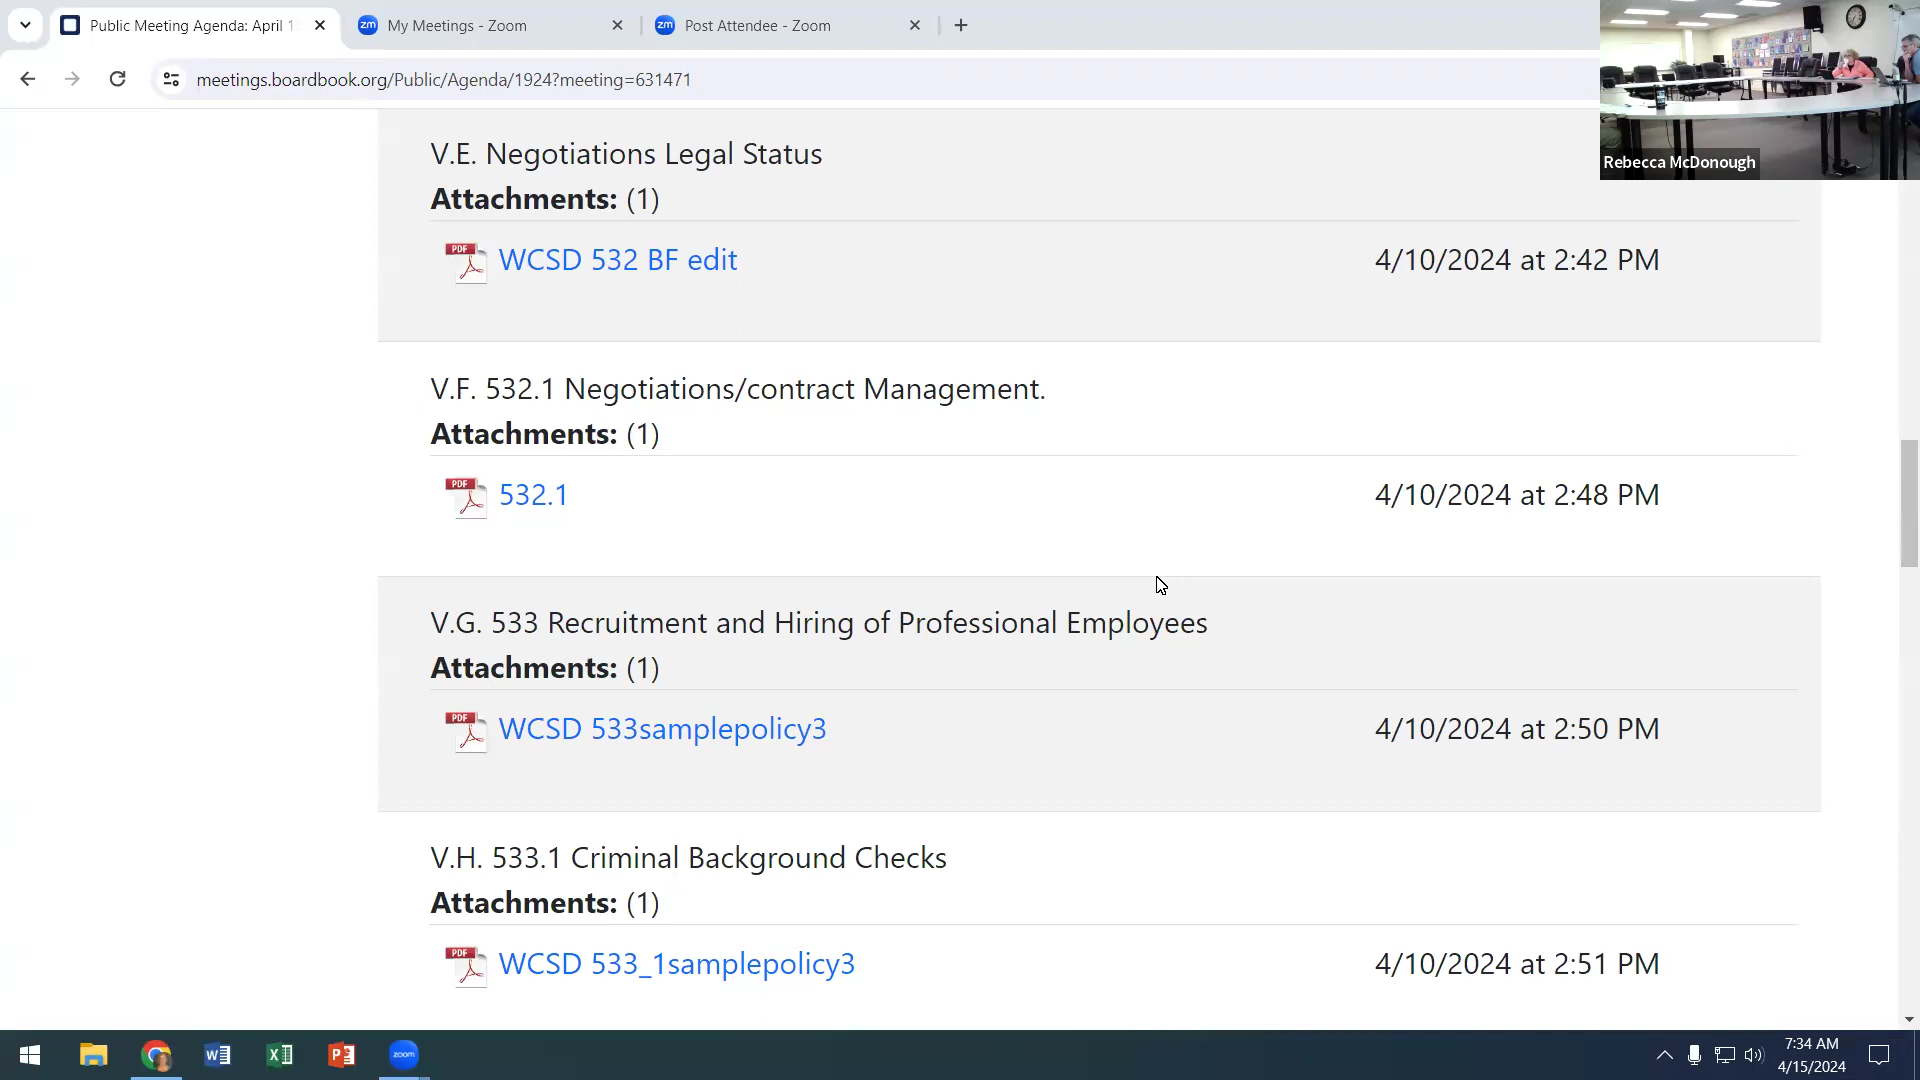 Public Meeting Agenda: April 1
My Meetings - Zoom
Post Attendee - Zoom
meetings.boardbook.org/Public/Agenda/1924?meeting=631471
Rebecca McDonough
V.E. Negotiations Legal Status
Attachments: (1)
PDF WCSD 532 BF edit 4/10/2024 at 2:42 PM
V.F. 532.1 Negotiations/contract Management.
Attachments: (1)
PDF 532.1 4/10/2024 at 2:48 PM
V.G. 533 Recruitment and Hiring of Professional Employees
Attachments: (1)
PDF WCSD 533samplepolicy3 4/10/2024 at 2:50 PM
V.H. 533.1 Criminal Background Checks
Attachments: (1)
PDF WCSD 533_1samplepolicy3 4/10/2024 at 2:51 PM
zoom
7:34 AM
4/15/2024